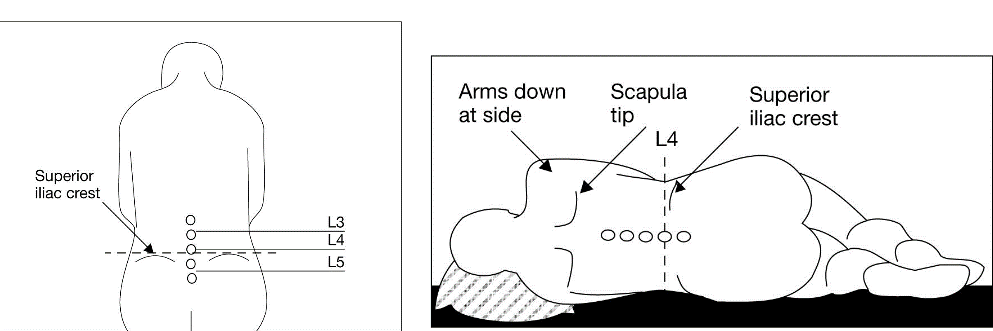 Superior
iliac crest
L3
L4
L5
Arms down
at side
Scapula
tip
Superior
iliac crest
L4